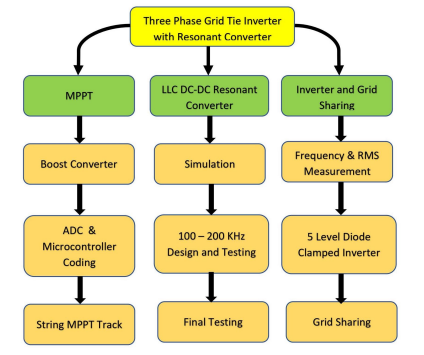 Three Phase Grid Tie Inverter
with Resonant Converter
MPPT
LLC DC-DC Resonant
Converter
Inverter and Grid
Sharing
Boost Converter
Simulation
Frequency & RMS
Measurement
ADC &
Microcontroller
Coding
100 – 200 KHz
Design and Testing
5 Level Diode
Clamped Inverter
String MPPT Track
Final Testing
Grid Sharing